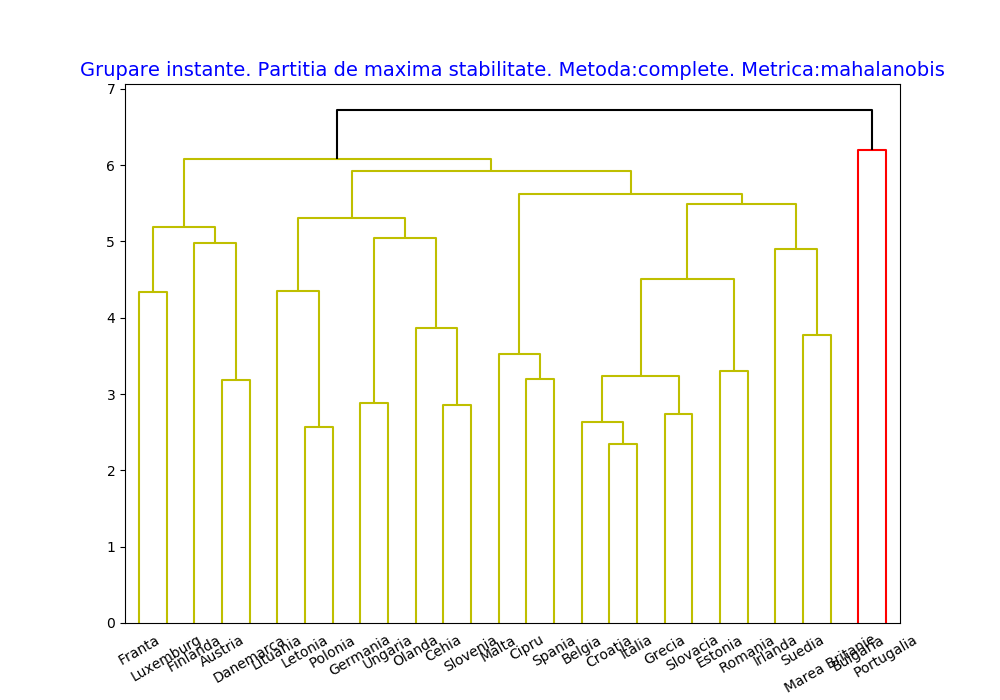 Grupare instante. Partitia de maxima stabilitate. Metoda:complete. Metrica:mahalanobis
7
6
5
4
3
2
1
0
Franta
Luxemburg
Finlanda
Austria
Danemarca
Lituania
Letonia
Polonia
Germania
Ungaria
Olanda
Cehia
Slovenia
Malta
Cipru
Spania
Belgia
Croatia
Italia
Grecia
Slovacia
Estonia
Romania
Irlanda
Suedia
Marea Britanie
Bulgaria
Portugalia